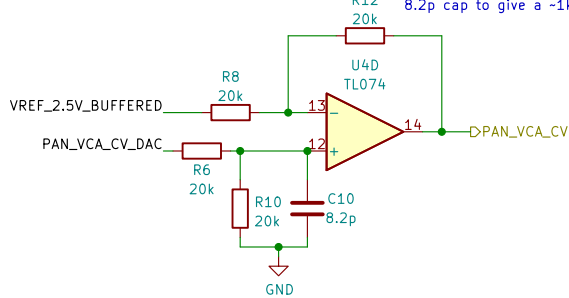 R12
8.2p cap to give a ~1k
20k
U4D
TL074
R8
20k
VREF_2.5V_BUFFERED
13
14
PAN_VCA_CV
PAN_VCA_CV_DAC
12
R6
20k
R10
20k
C10
8.2p
GND